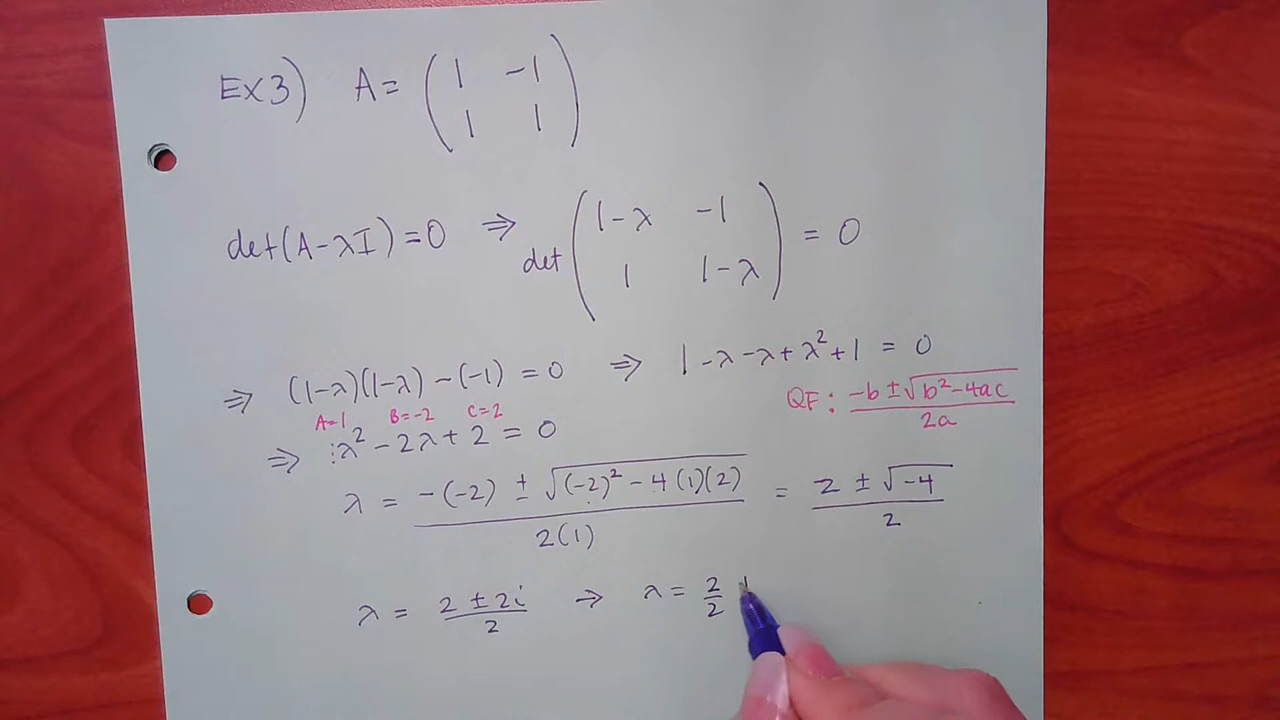 Ex3) A = ( 1 -1
1 1 )
det(A-λI)=0 ⇒ det ( 1-λ -1
1 1-λ ) = 0
⇒ (1-λ)(1-λ) - (-1) = 0 ⇒ 1-λ-λ+λ²+1 = 0
A=1 B=-2 C=2 QF: (-b±√(b²-4ac))/(2a)
⇒ :λ² - 2λ + 2 = 0
λ = (-(-2) ± √((-2)² - 4(1)(2)))/(2(1)) = (2 ± √-4)/2
λ = (2 ± 2i)/2 → λ = 2/2